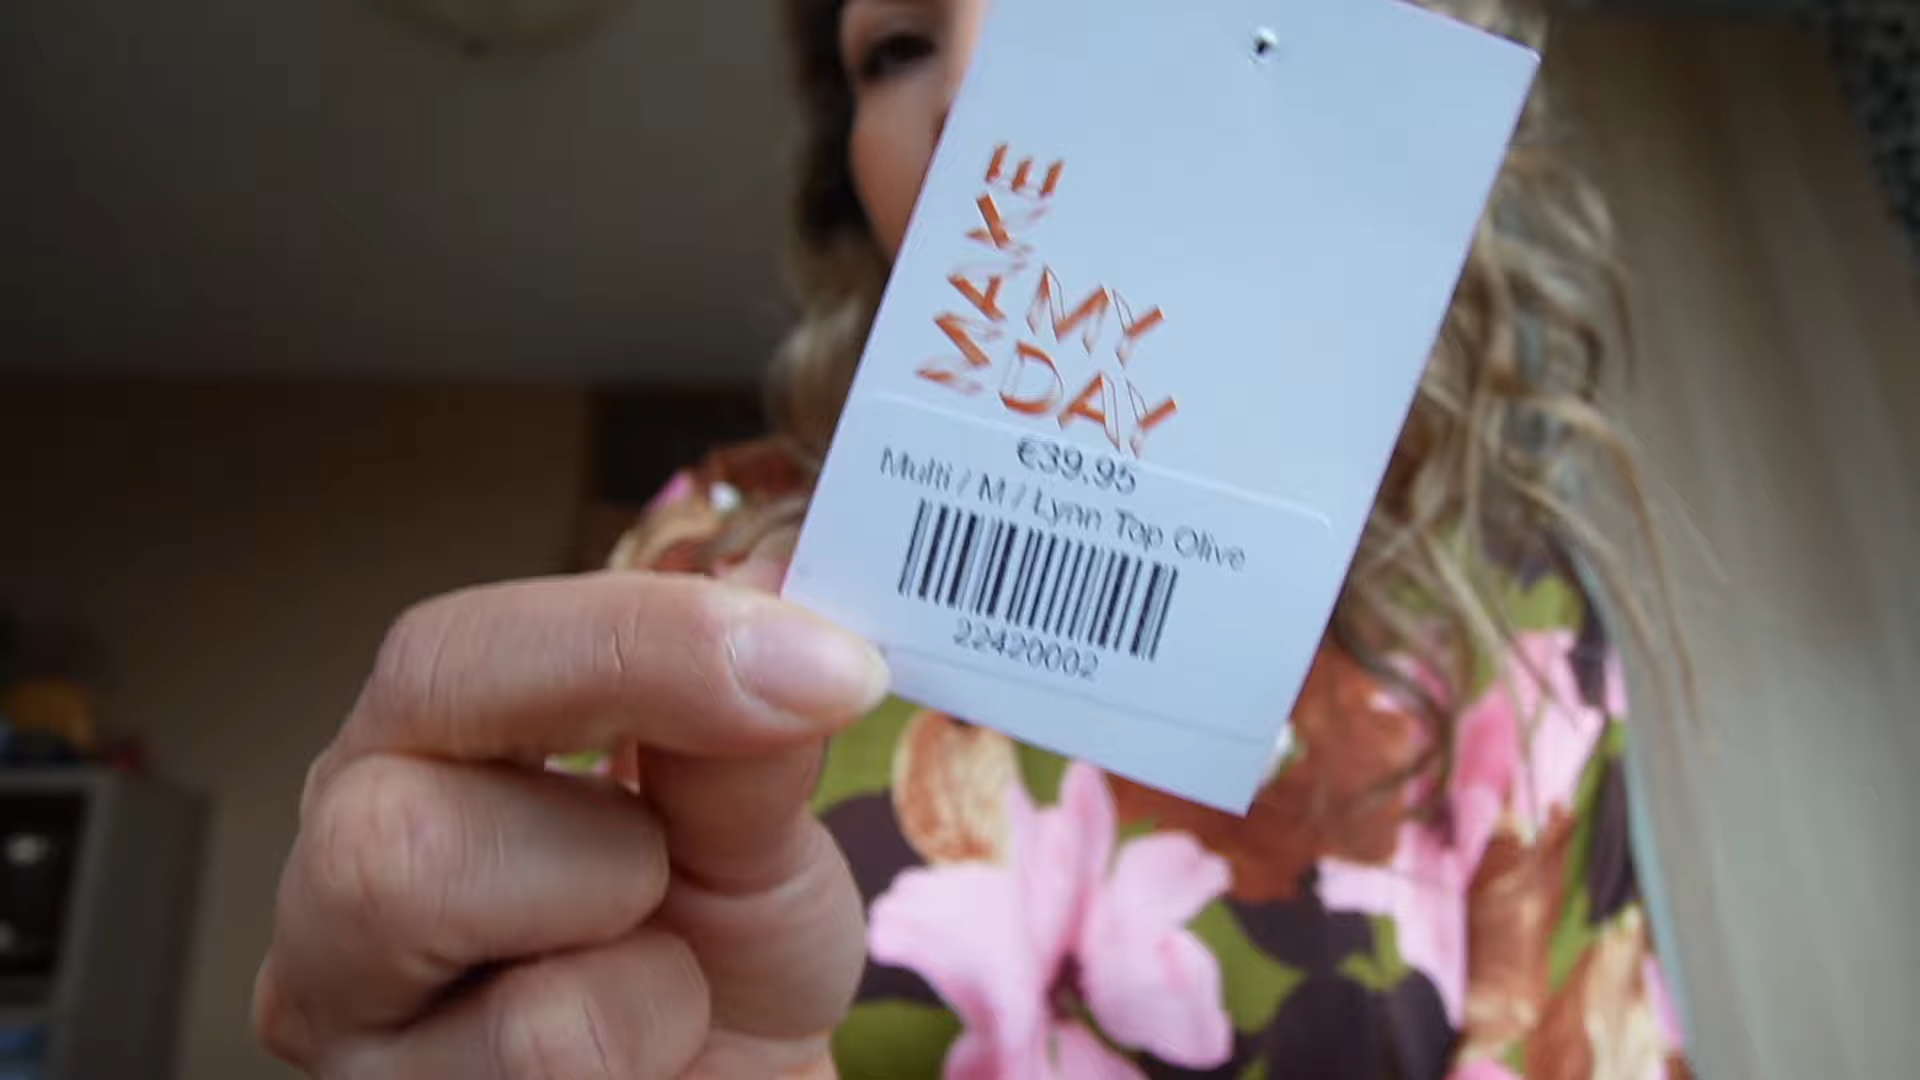 MAKE
MY
DAY
€39.95
Multi / M / Lynn Top Olive
22420002